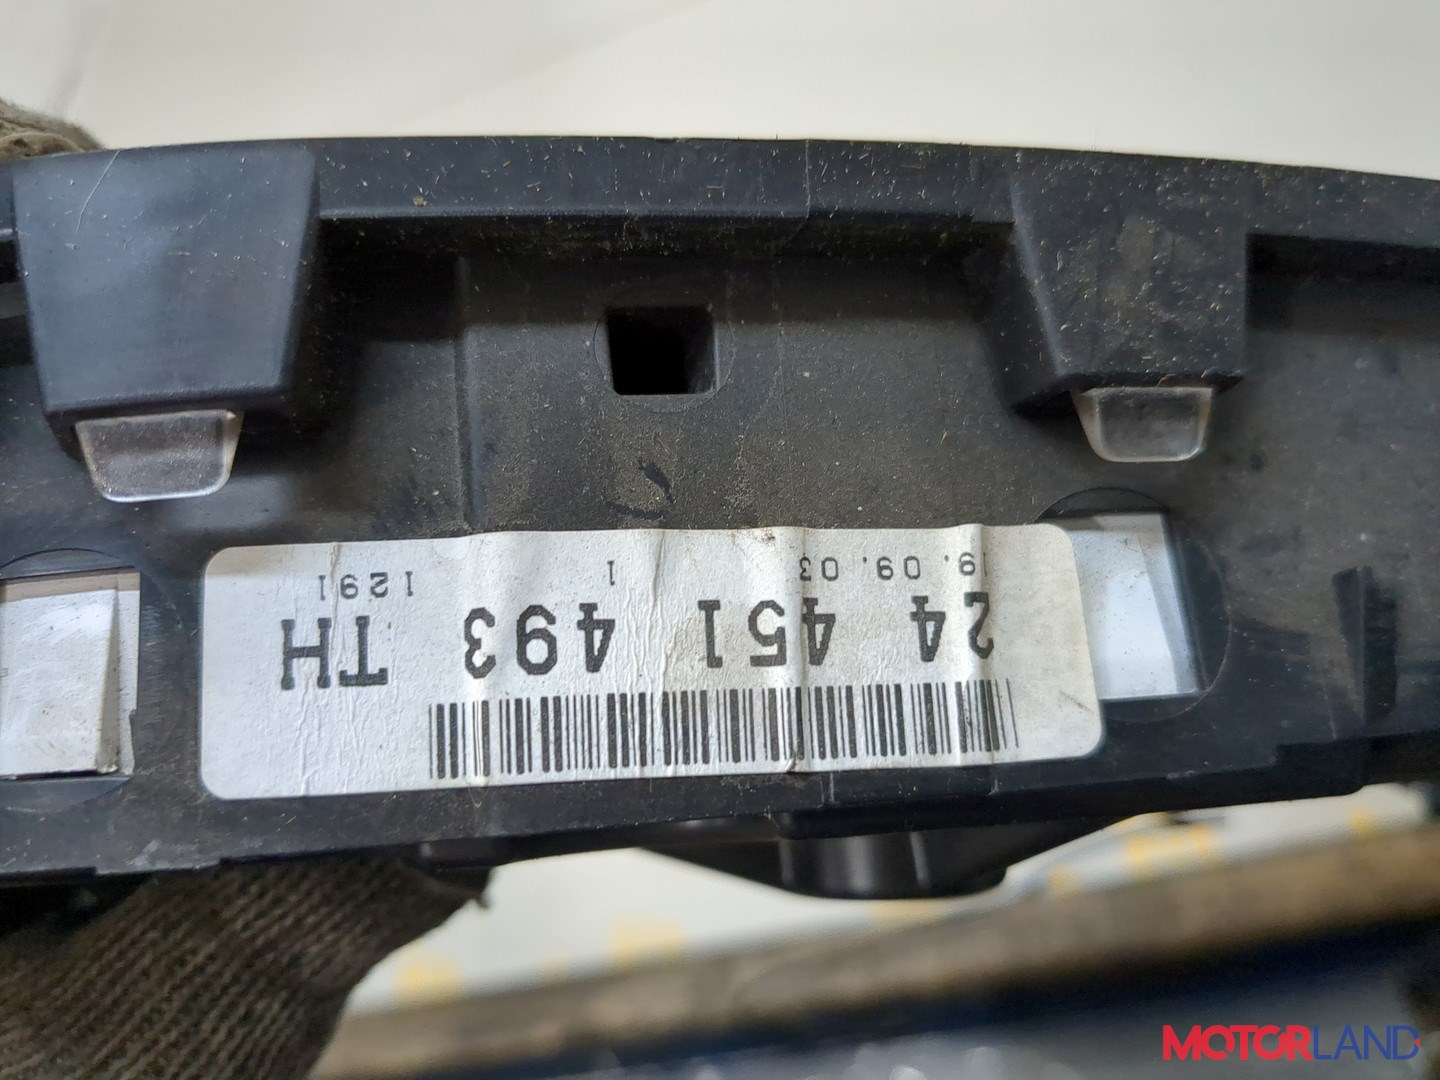 24 451 493 TH
19. 09. 03 1 1291
MOTORLAND